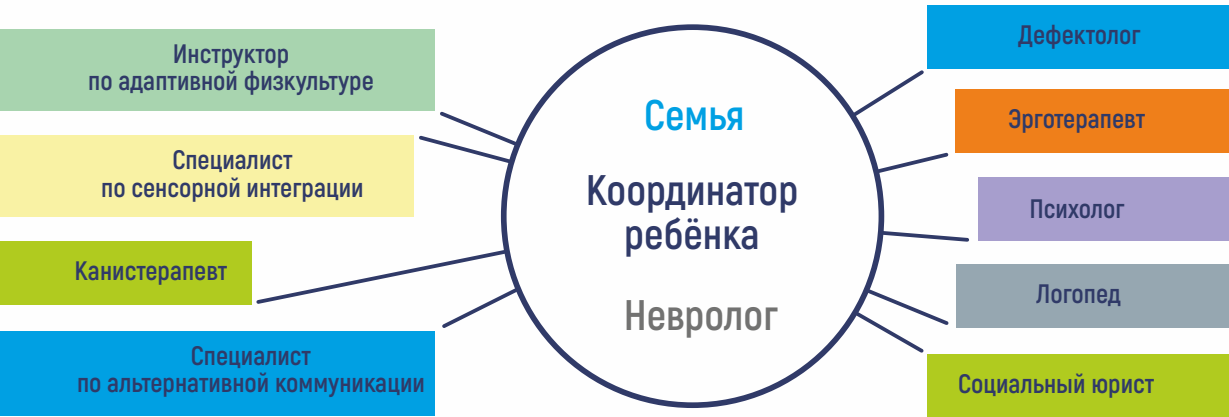 Инструктор
по адаптивной физкультуре
Специалист
по сенсорной интеграции
Канистерапевт
Специалист
по альтернативной коммуникации
Семья
Координатор
ребёнка
Невролог
Дефектолог
Эрготерапевт
Психолог
Логопед
Социальный юрист